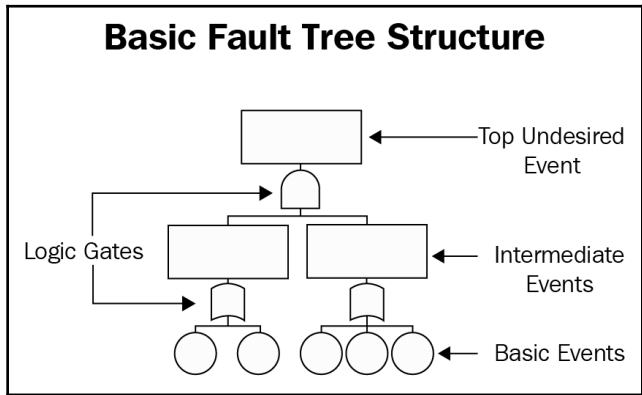 Basic Fault Tree Structure
Top Undesired
Event
Logic Gates
Intermediate
Events
Basic Events